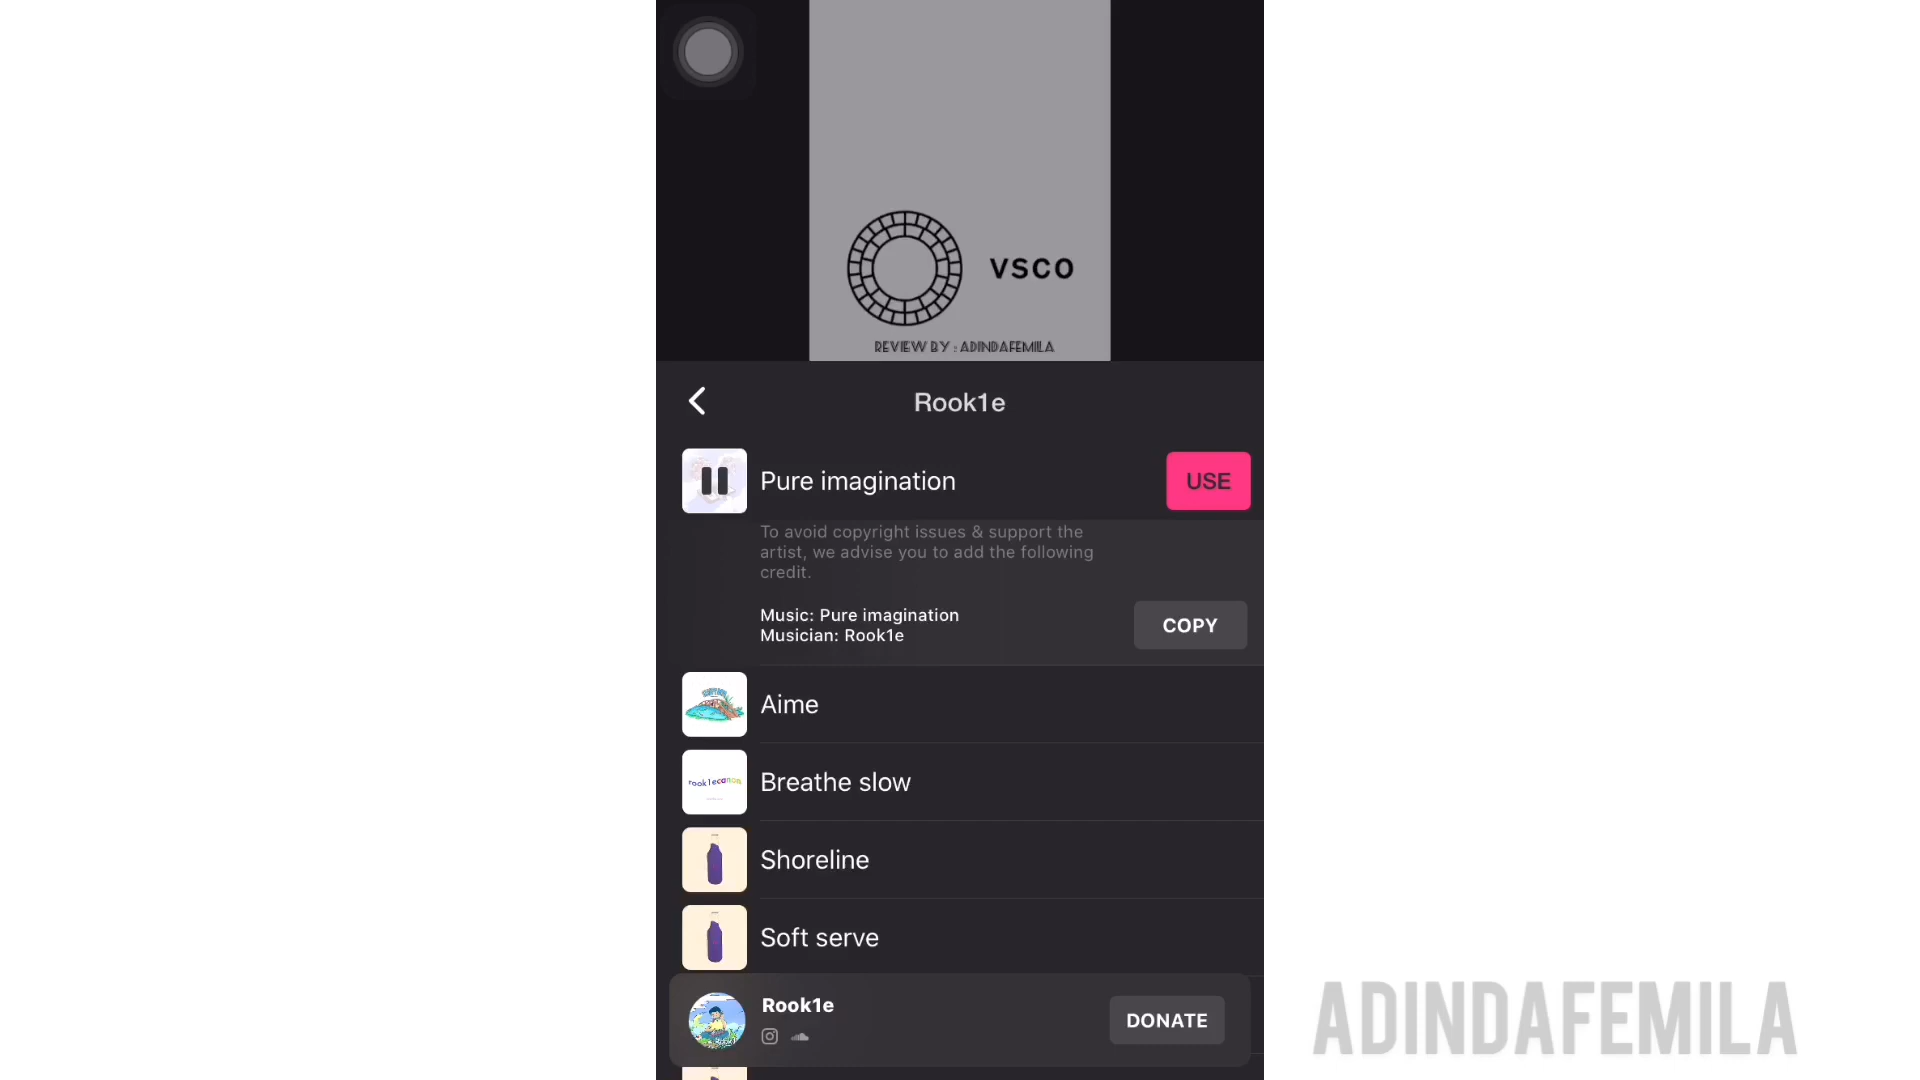 VSCO
REVIEW BY : ADINDAFEMILA
Rook1e
Pure imagination
USE
To avoid copyright issues & support the
artist, we advise you to add the following
credit.
Music: Pure imagination
Musician: Rook1e
COPY
Aime
rook1ecanon
Breathe slow
Shoreline
Soft serve
Rook1e
DONATE
ADINDAFEMILA